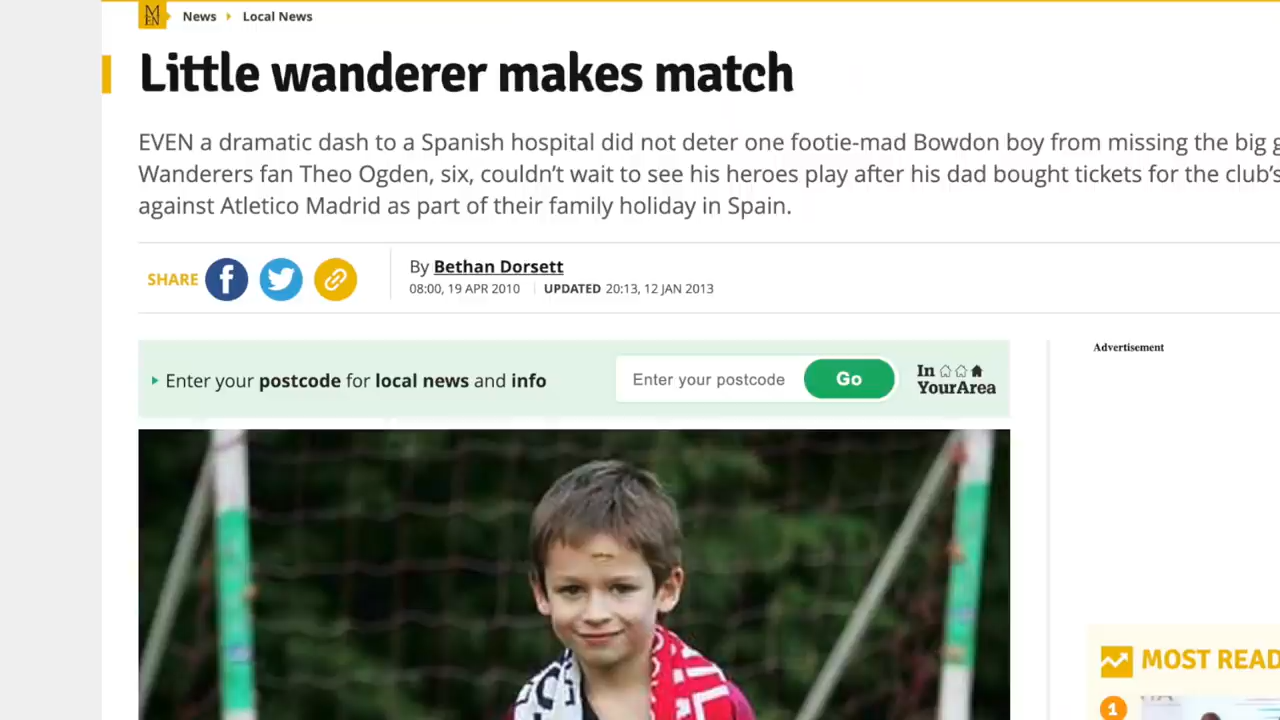 MEN
News
Local News
Little wanderer makes match
EVEN a dramatic dash to a Spanish hospital did not deter one footie-mad Bowdon boy from missing the big
Wanderers fan Theo Ogden, six, couldn't wait to see his heroes play after his dad bought tickets for the club's
against Atletico Madrid as part of their family holiday in Spain.
SHARE
By Bethan Dorsett
08:00, 19 APR 2010 UPDATED 20:13, 12 JAN 2013
Enter your postcode for local news and info
Enter your postcode
Go
In
YourArea
Advertisement
MOST READ
1